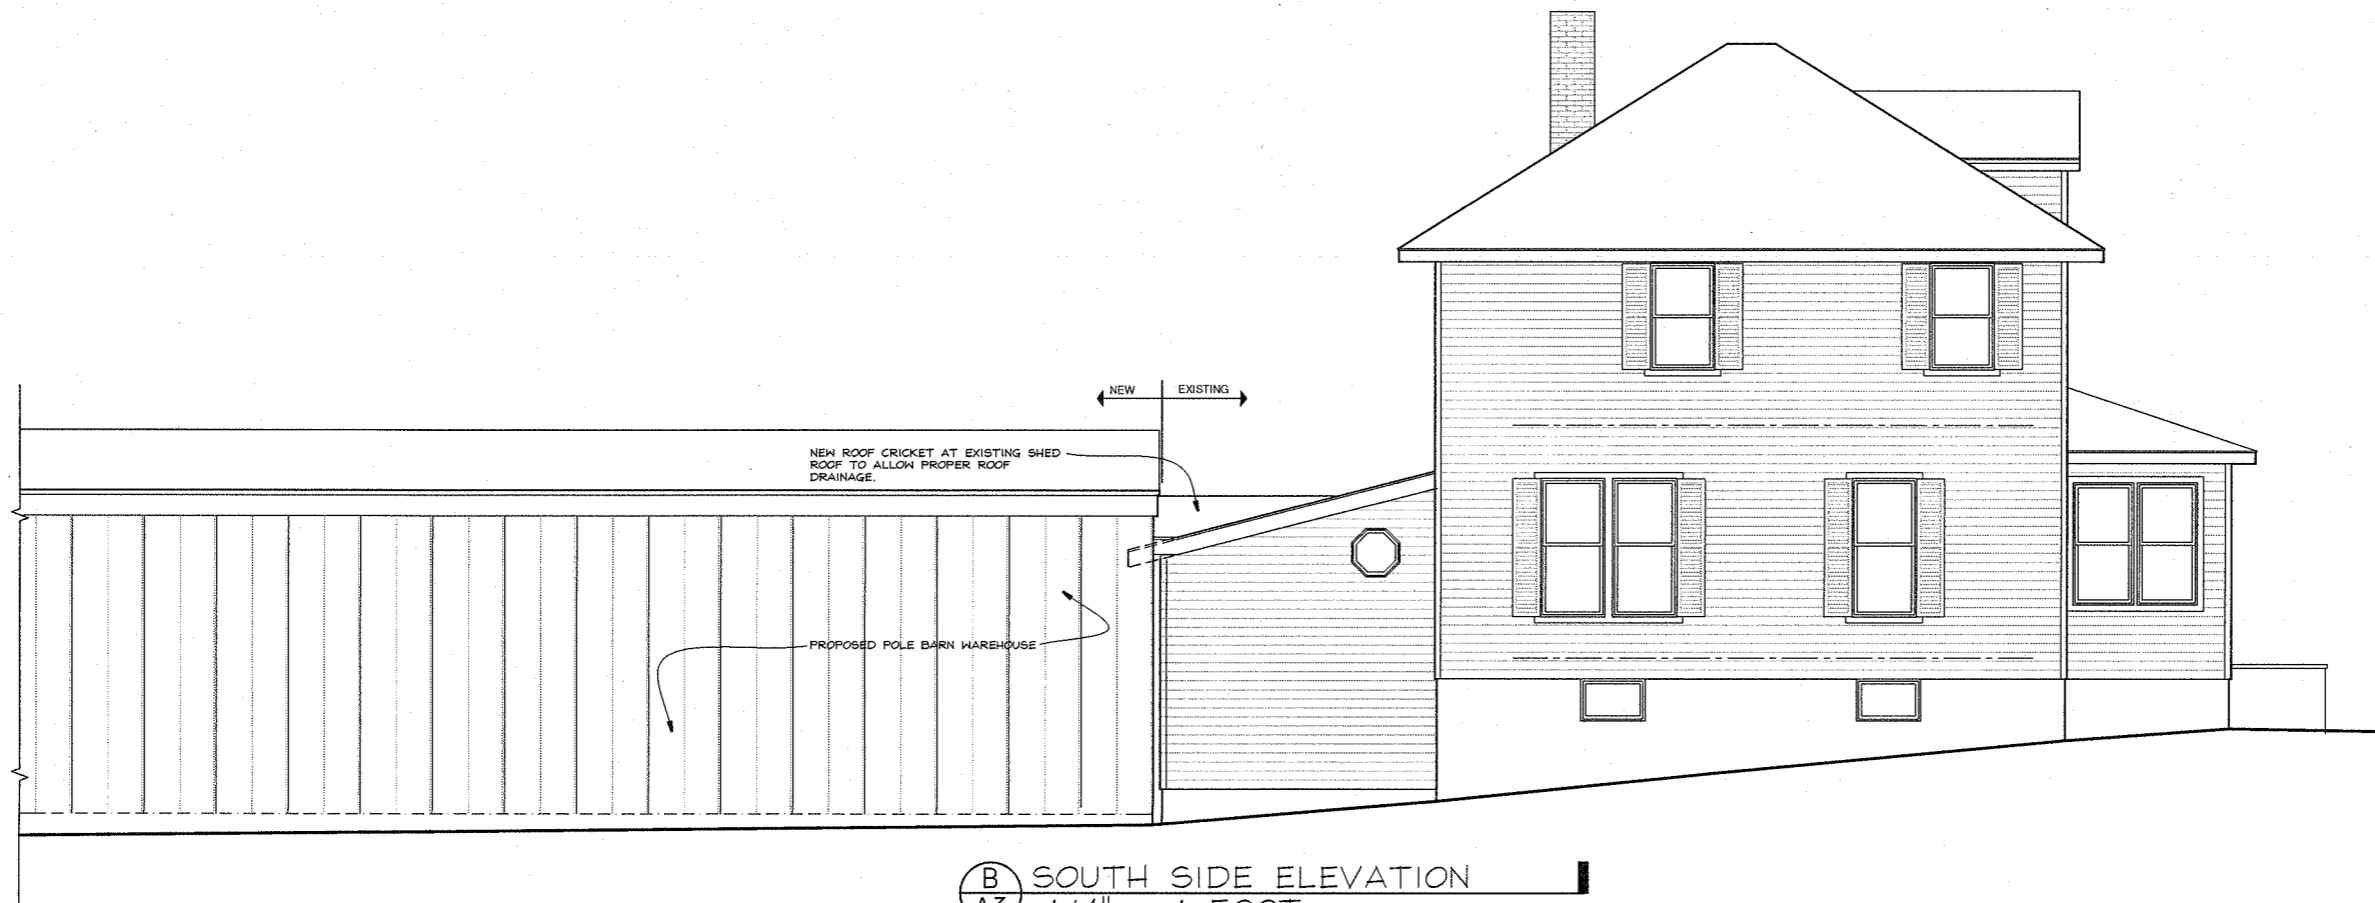 NEW EXISTING
NEW ROOF CRICKET AT EXISTING SHED
ROOF TO ALLOW PROPER ROOF
DRAINAGE.
PROPOSED POLE BARN WAREHOUSE
B SOUTH SIDE ELEVATION